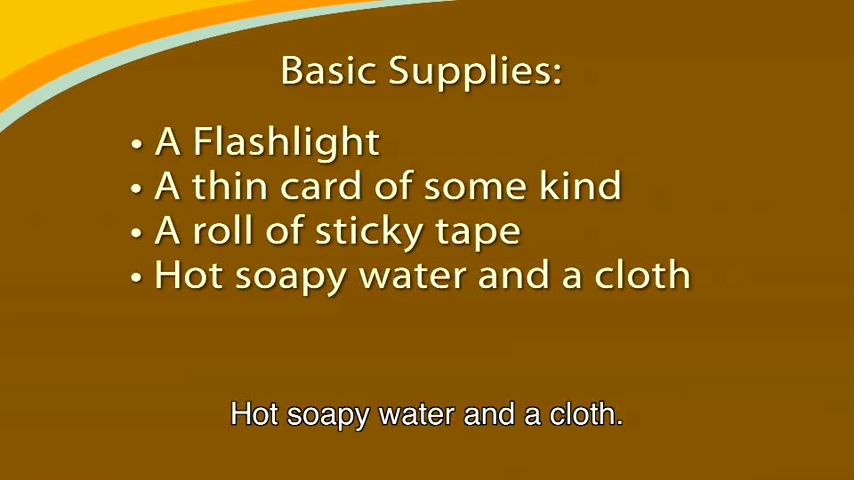 Basic Supplies:
• A Flashlight
• A thin card of some kind
• A roll of sticky tape
• Hot soapy water and a cloth
Hot soapy water and a cloth.